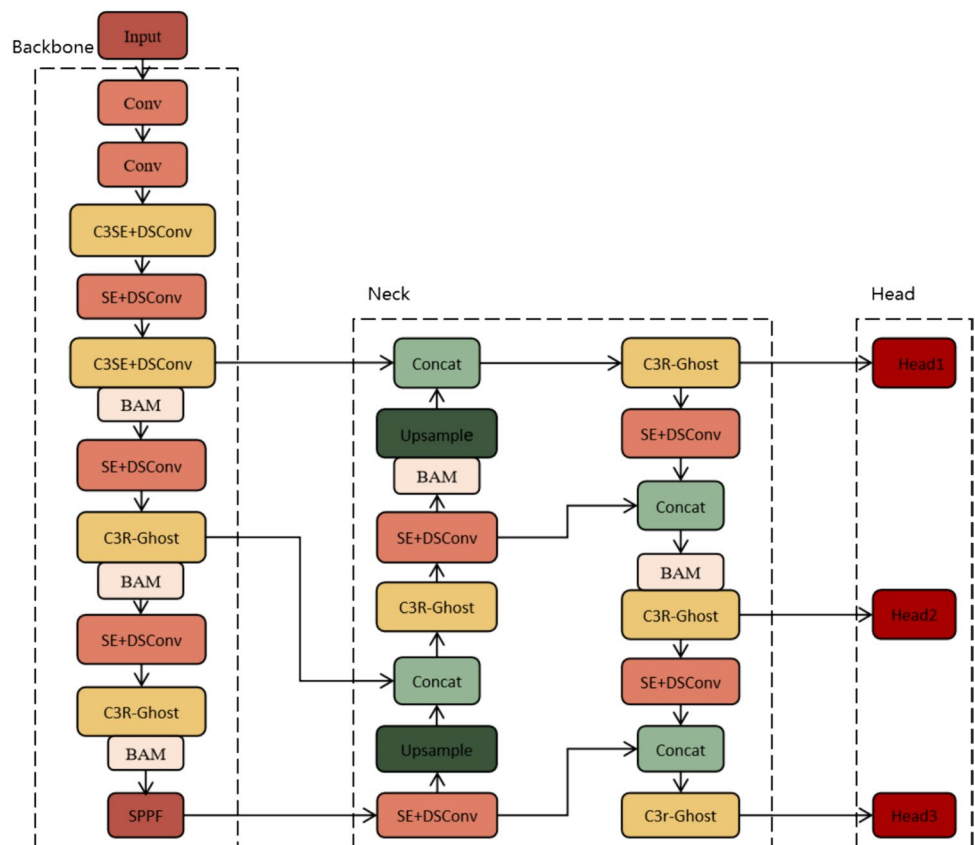 Input
Backbone
Conv
Conv
C3SE+DSConv
SE+DSConv
C3SE+DSConv
BAM
SE+DSConv
C3R-Ghost
BAM
SE+DSConv
C3R-Ghost
BAM
SPPF
Neck
Concat
Upsample
BAM
SE+DSConv
C3R-Ghost
Concat
Upsample
SE+DSConv
C3R-Ghost
SE+DSConv
Concat
BAM
C3R-Ghost
SE+DSConv
Concat
C3r-Ghost
Head
Head1
Head2
Head3